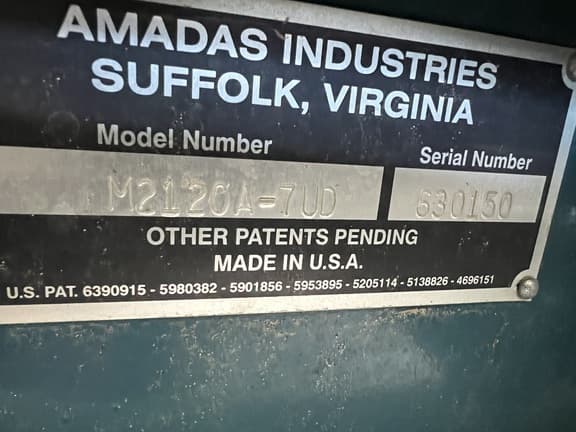 AMADAS INDUSTRIES
SUFFOLK, VIRGINIA
Model Number Serial Number
M2120A-7UD 630150
OTHER PATENTS PENDING
MADE IN U.S.A.
U.S. PAT. 6390915 - 5980382 - 5901856 - 5953895 - 5205114 - 5138826 - 4696151